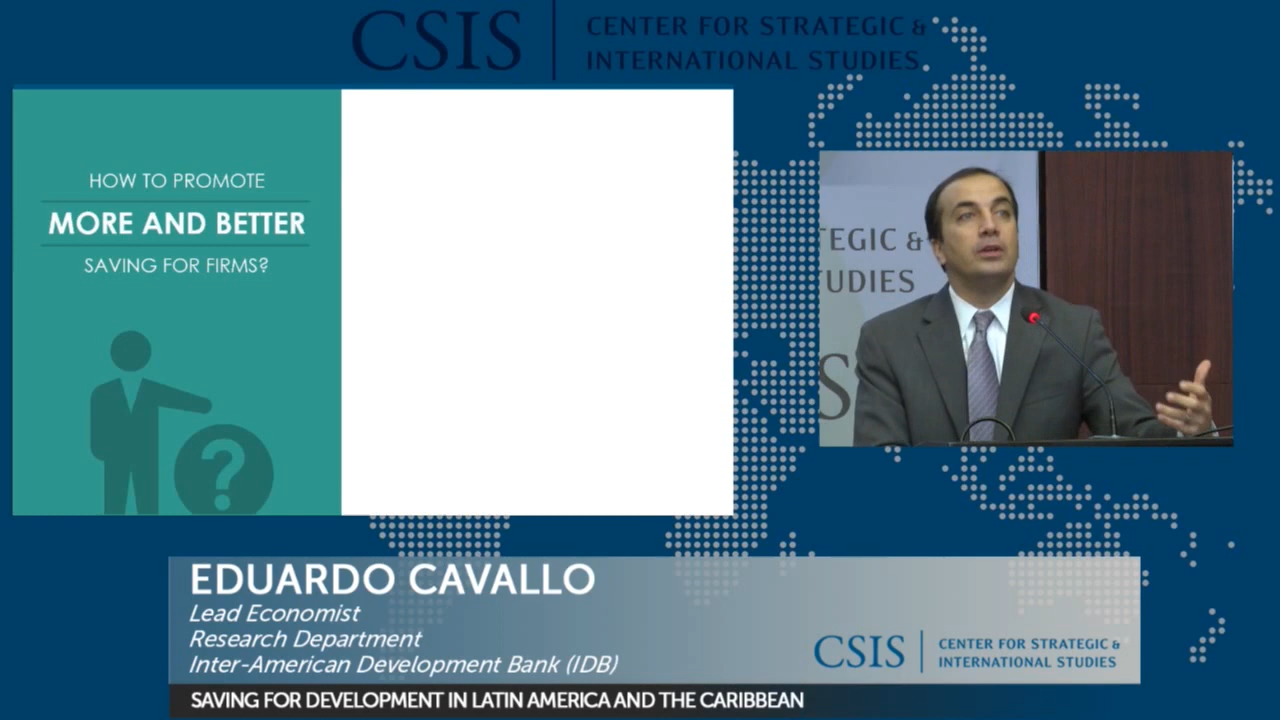 CSIS
CENTER FOR STRATEGIC &
INTERNATIONAL STUDIES
HOW TO PROMOTE
MORE AND BETTER
SAVING FOR FIRMS?
?
TEGIC &
UDIES
S
EDUARDO CAVALLO
Lead Economist
Research Department
Inter-American Development Bank (IDB)
CSIS
CENTER FOR STRATEGIC &
INTERNATIONAL STUDIES
SAVING FOR DEVELOPMENT IN LATIN AMERICA AND THE CARIBBEAN